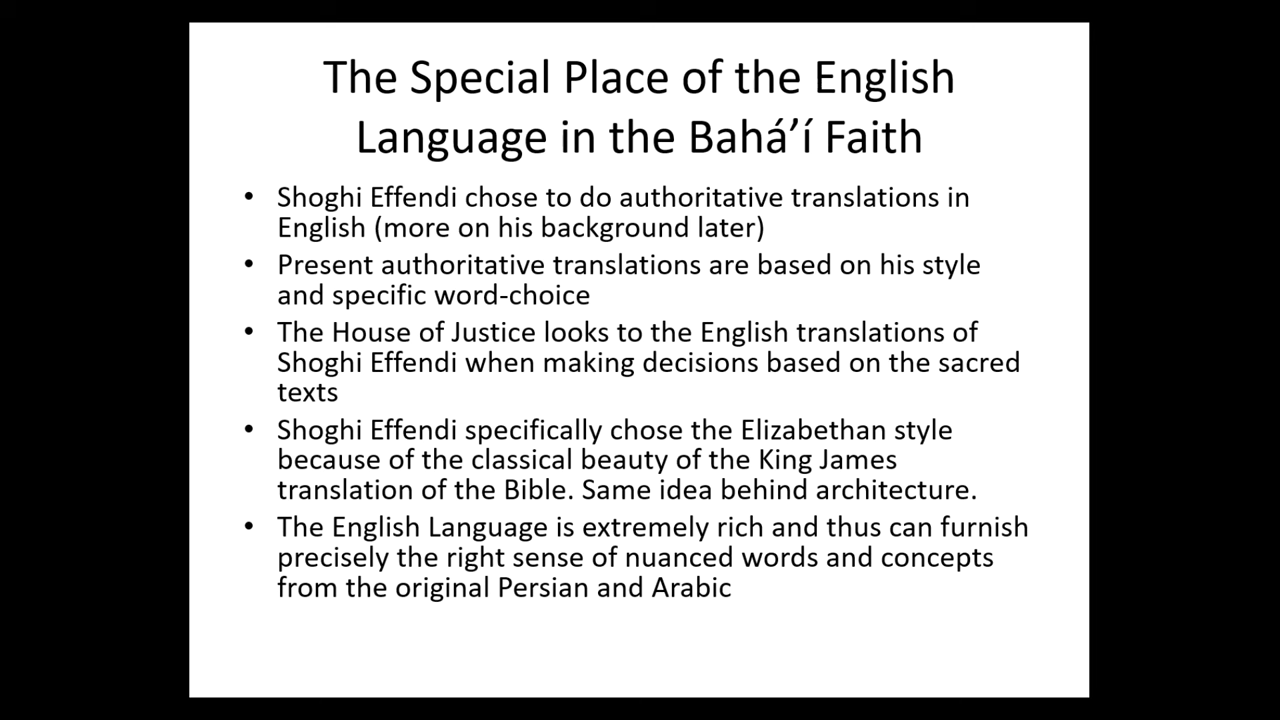 The Special Place of the English
Language in the Bahá’í Faith
• Shoghi Effendi chose to do authoritative translations in
English (more on his background later)
• Present authoritative translations are based on his style
and specific word-choice
• The House of Justice looks to the English translations of
Shoghi Effendi when making decisions based on the sacred
texts
• Shoghi Effendi specifically chose the Elizabethan style
because of the classical beauty of the King James
translation of the Bible. Same idea behind architecture.
• The English Language is extremely rich and thus can furnish
precisely the right sense of nuanced words and concepts
from the original Persian and Arabic